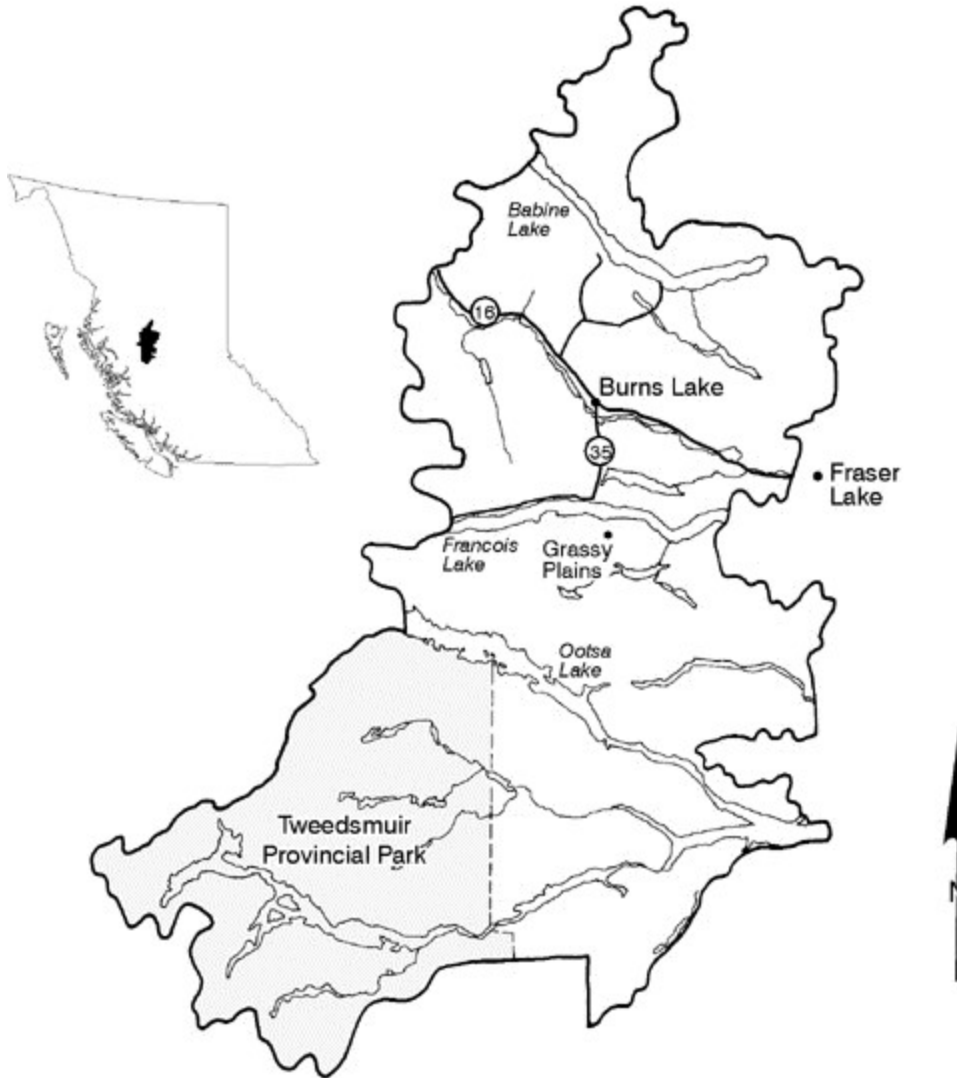 Babine
Lake
16
Burns Lake
35
Fraser
Lake
Francois
Lake
Grassy
Plains
Ootsa
Lake
Tweedsmuir
Provincial Park
N